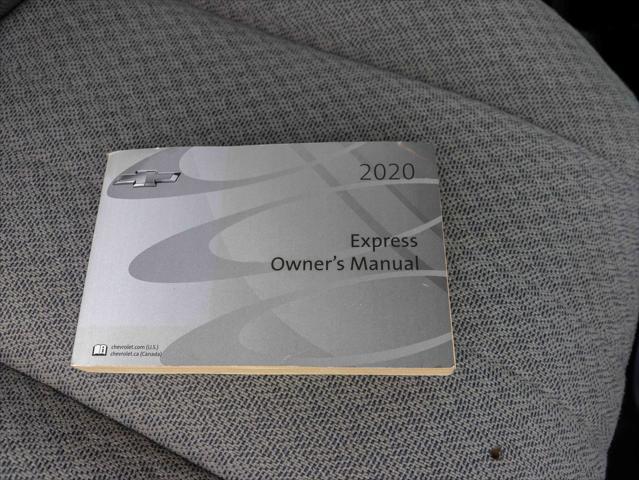 2020
Express
Owner's Manual
chevrolet.com (U.S.)
chevrolet.ca (Canada)